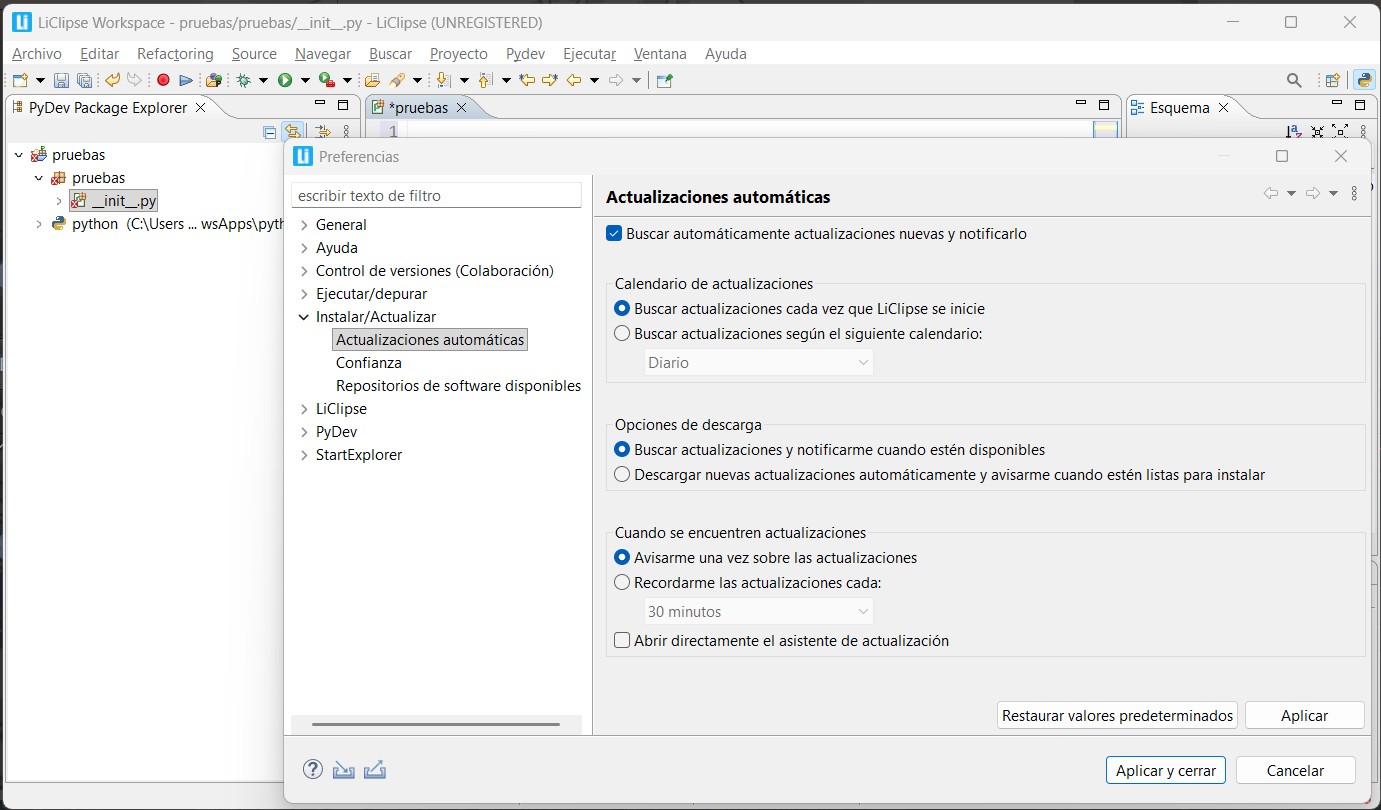 LiClipse Workspace - pruebas/pruebas/__init__.py - LiClipse (UNREGISTERED)
Archivo Editar Refactoring Source Navegar Buscar Proyecto Pydev Ejecutar Ventana Ayuda
PyDev Package Explorer
*pruebas
Esquema
1
pruebas
pruebas
__init__.py
python (C:\Users ... wsApps\pyth
Preferencias
escribir texto de filtro
General
Ayuda
Control de versiones (Colaboración)
Ejecutar/depurar
Instalar/Actualizar
Actualizaciones automáticas
Confianza
Repositorios de software disponibles
LiClipse
PyDev
StartExplorer
Actualizaciones automáticas
Buscar automáticamente actualizaciones nuevas y notificarlo
Calendario de actualizaciones
Buscar actualizaciones cada vez que LiClipse se inicie
Buscar actualizaciones según el siguiente calendario:
Diario
Opciones de descarga
Buscar actualizaciones y notificarme cuando estén disponibles
Descargar nuevas actualizaciones automáticamente y avisarme cuando estén listas para instalar
Cuando se encuentren actualizaciones
Avisarme una vez sobre las actualizaciones
Recordarme las actualizaciones cada:
30 minutos
Abrir directamente el asistente de actualización
Restaurar valores predeterminados
Aplicar
Aplicar y cerrar
Cancelar